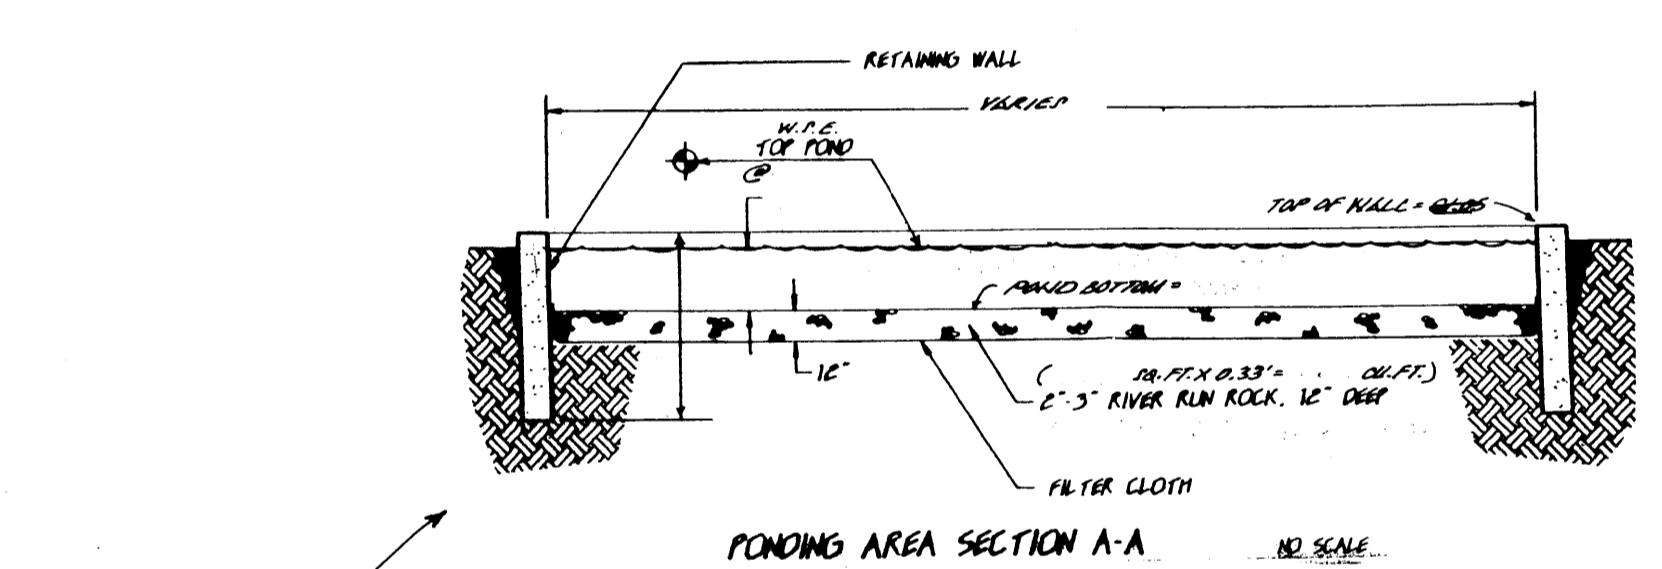 RETAINING WALL
VARIES
W.S.E.
TOP POND
@
TOP OF WALL =
POND BOTTOM =
12"
( SQ.FT. X 0.33' = CU.FT.)
2"-3" RIVER RUN ROCK, 12" DEEP
FILTER CLOTH
PONDING AREA SECTION A-A
NO SCALE